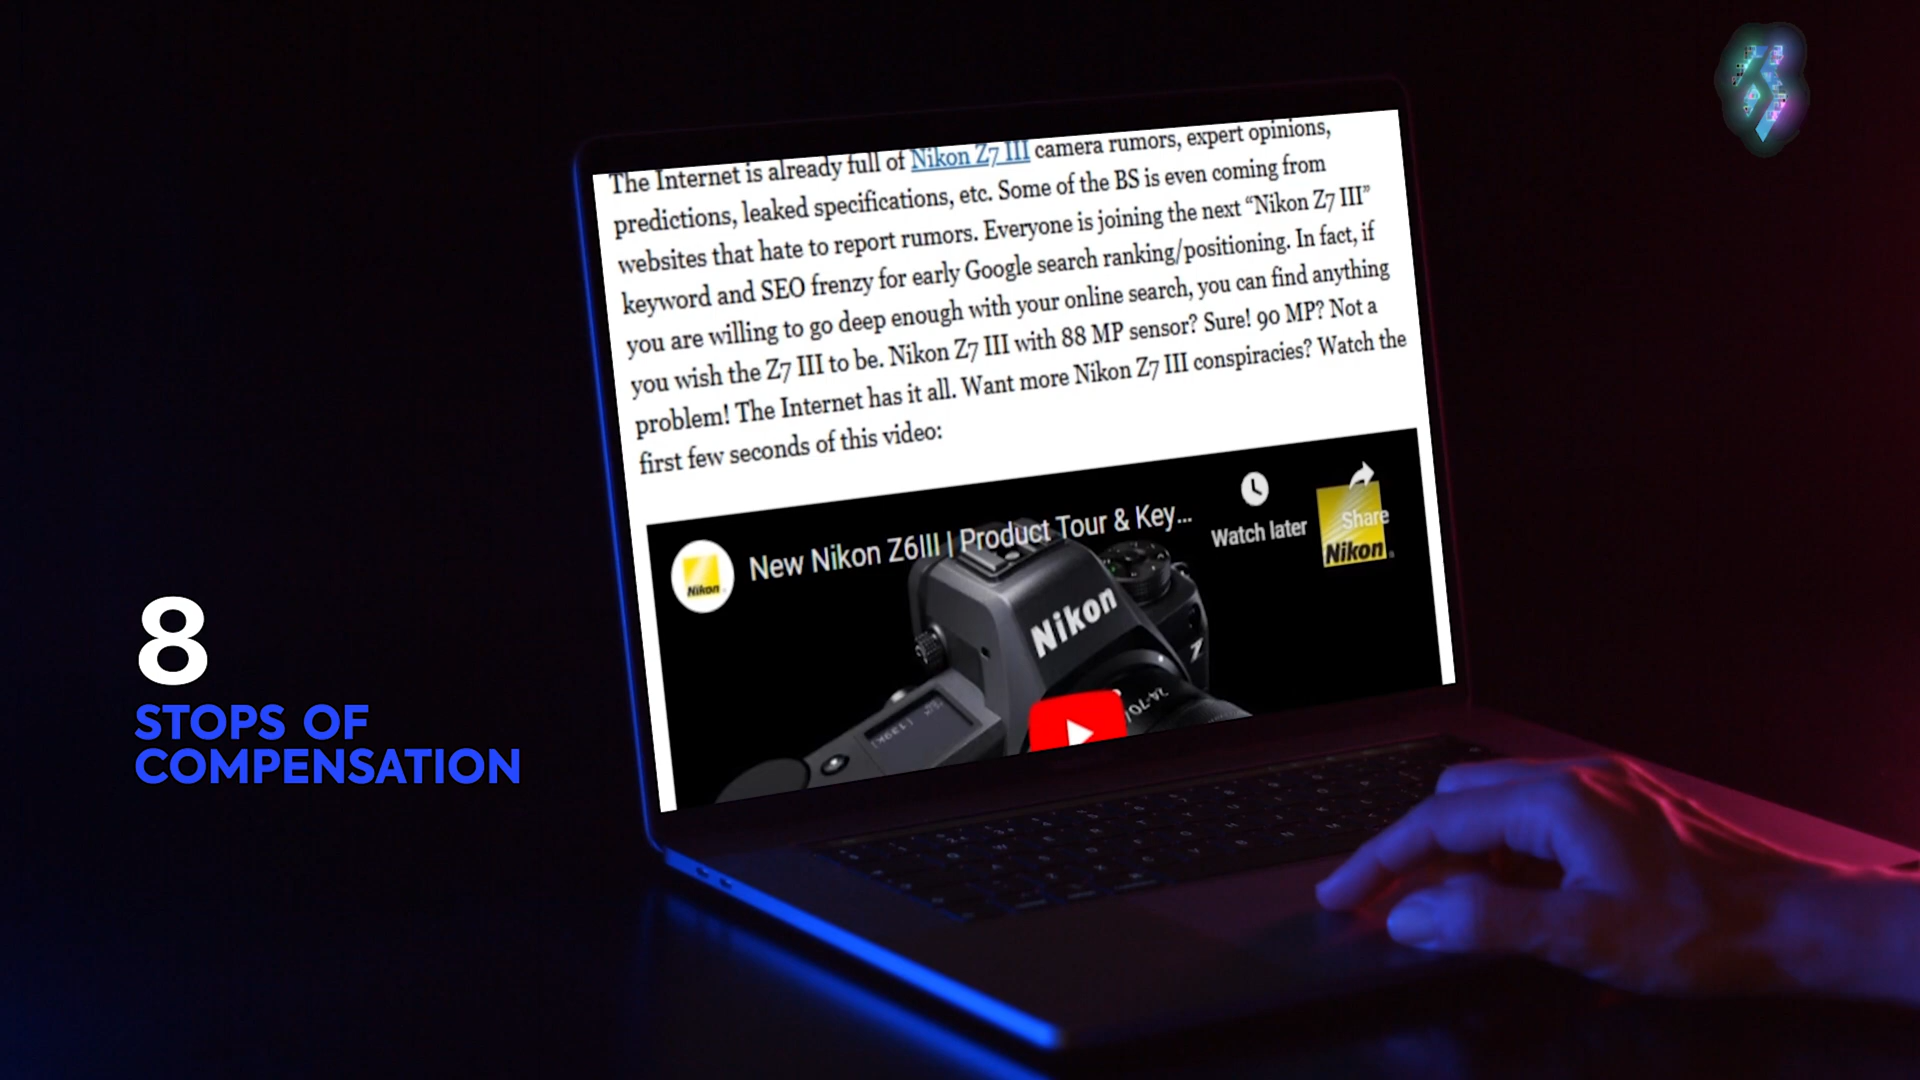 The Internet is already full of Nikon Z7 III camera rumors, expert opinions,
predictions, leaked specifications, etc. Some of the BS is even coming from
websites that hate to report rumors. Everyone is joining the next “Nikon Z7 III”
keyword and SEO frenzy for early Google search ranking/positioning. In fact, if
you are willing to go deep enough with your online search, you can find anything
you wish the Z7 III to be. Nikon Z7 III with 88 MP sensor? Sure! 90 MP? Not a
problem! The Internet has it all. Want more Nikon Z7 III conspiracies? Watch the
first few seconds of this video:
Nikon
New Nikon Z6III | Product Tour & Key...
Watch later
Share
Nikon
Nikon
Z
8
STOPS OF
COMPENSATION